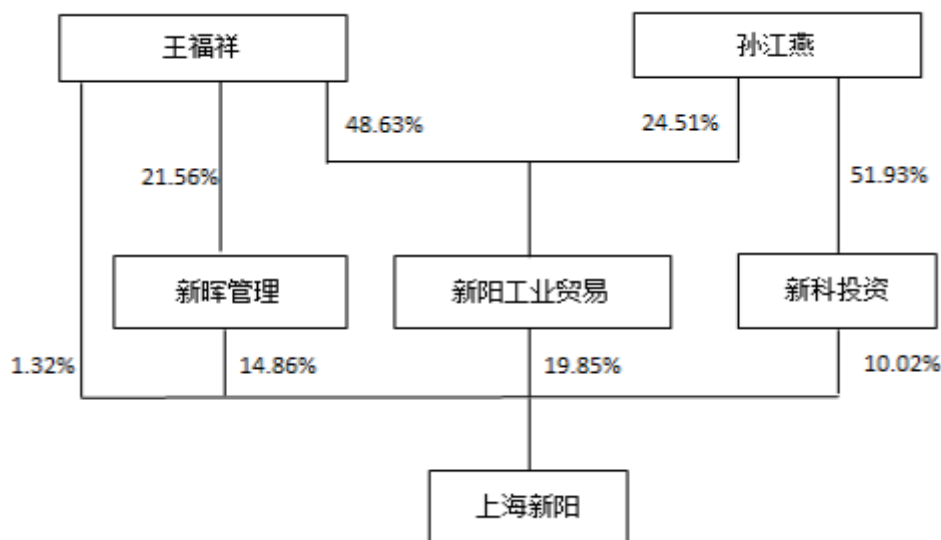 王福祥
孙江燕
48.63%
24.51%
21.56%
51.93%
新晖管理
新阳工业贸易
新科投资
1.32%
14.86%
19.85%
10.02%
上海新阳